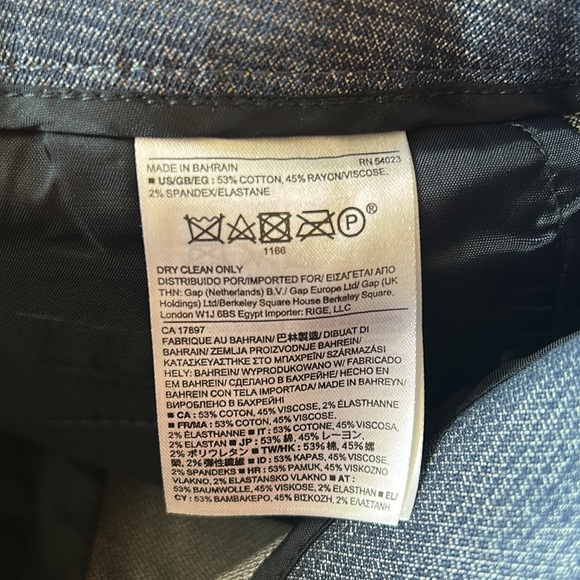 MADE IN BAHRAIN RN 54023
■ US/GB/EG : 53% COTTON, 45% RAYON/VISCOSE,
2% SPANDEX/ELASTANE
P ®
1166
DRY CLEAN ONLY
DISTRIBUIDO POR/IMPORTED FOR/ ΕΙΣΑΓΕΤΑΙ ΑΠΟ
THN: Gap (Netherlands) B.V./ Gap Europe Ltd/ Gap (UK
Holdings) Ltd/Berkeley Square House Berkeley Square,
London W1J 6BS Egypt Importer: RIGE, LLC
CA 17897
FABRIQUE AU BAHRAIN/ 巴林製造/ DIBUAT DI
BAHRAIN/ ZEMLJA PROIZVODNJE BAHREIN/
ΚΑΤΑΣΚΕΥΑΣΤΗΚΕ ΣΤΟ ΜΠΑΧΡΕΪΝ/ SZÁRMAZÁSI
HELY: BAHREIN/ WYPRODUKOWANO W/ FABRICADO
EM BAHREIN/ СДЕЛАНО В БАХРЕЙНЕ/ HECHO EN
BAHREIN CON TELA IMPORTADA/ MADE IN BAHREYN/
ВИРОБЛЕНО В БАХРЕЙНІ
■ CA : 53% COTON, 45% VISCOSE, 2% ÉLASTHANNE
■ FR/MA : 53% COTON, 45% VISCOSE,
2% ÉLASTHANNE ■ IT : 53% COTONE, 45% VISCOSA,
2% ELASTAN ■ JP : 53% 綿, 45% レーヨン,
2% ポリウレタン ■ TW/HK : 53% 棉, 45% 嫘
縈, 2% 彈性纖維 ■ ID : 53% KAPAS, 45% VISCOSE,
2% SPANDEKS ■ HR : 53% PAMUK, 45% VISKOZNO
VLAKNO, 2% ELASTANSKO VLAKNO ■ AT :
53% BAUMWOLLE, 45% VISCOSE, 2% ELASTHAN ■ EL/
CY : 53% ΒΑΜΒΑΚΕΡΟ, 45% ΒΙΣΚΟΖΗ, 2% ΕΛΑΣΤΑΝΗ